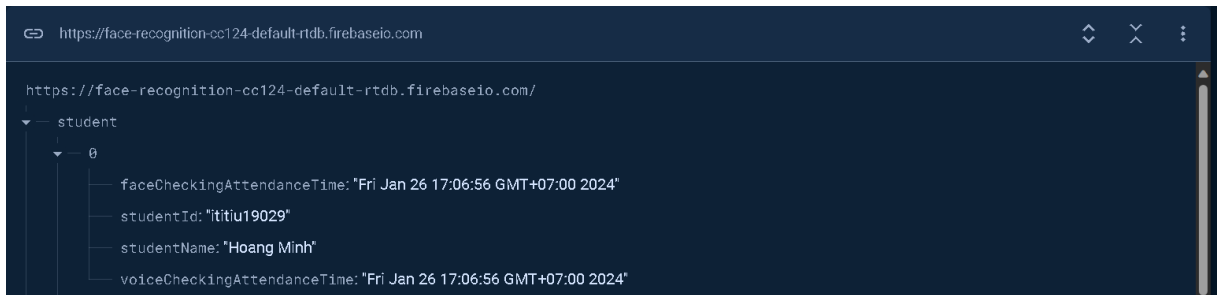 https://face-recognition-cc124-default-rtdb.firebaseio.com
https://face-recognition-cc124-default-rtdb.firebaseio.com/
student
0
faceCheckingAttendanceTime: "Fri Jan 26 17:06:56 GMT+07:00 2024"
studentId: "ititiu19029"
studentName: "Hoang Minh"
voiceCheckingAttendanceTime: "Fri Jan 26 17:06:56 GMT+07:00 2024"